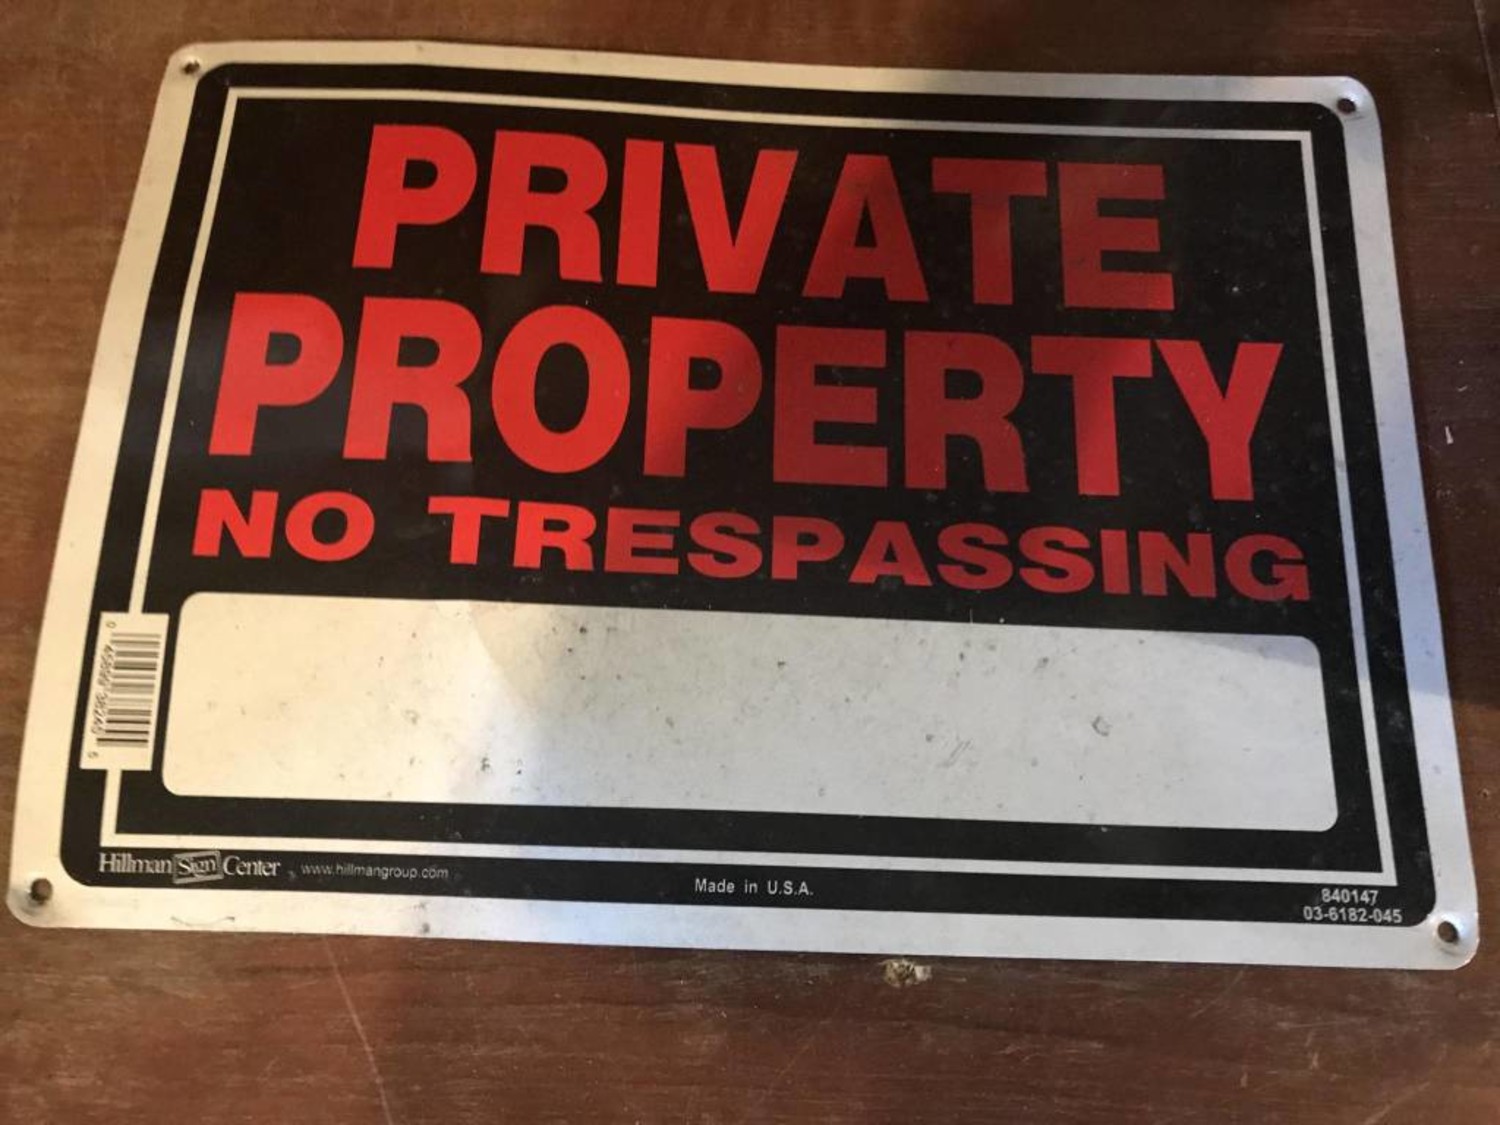 PRIVATE
PROPERTY
NO TRESPASSING
Hillman Sign Center www.hillmangroup.com
Made in U.S.A.
840147
03-6182-045